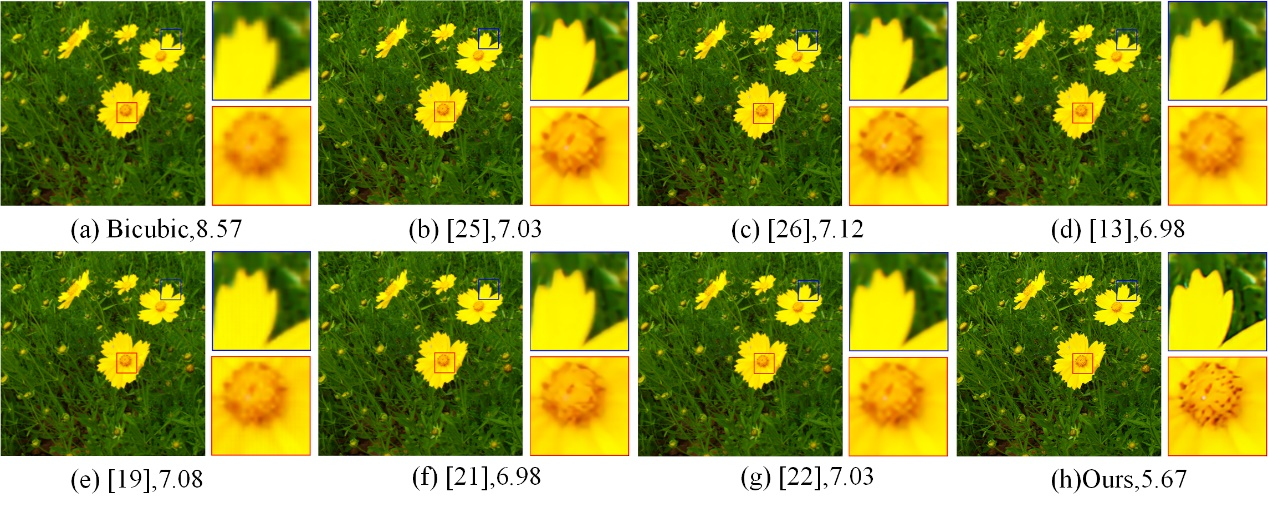 (a) Bicubic,8.57
(b) [25],7.03
(c) [26],7.12
(d) [13],6.98
(e) [19],7.08
(f) [21],6.98
(g) [22],7.03
(h)Ours,5.67